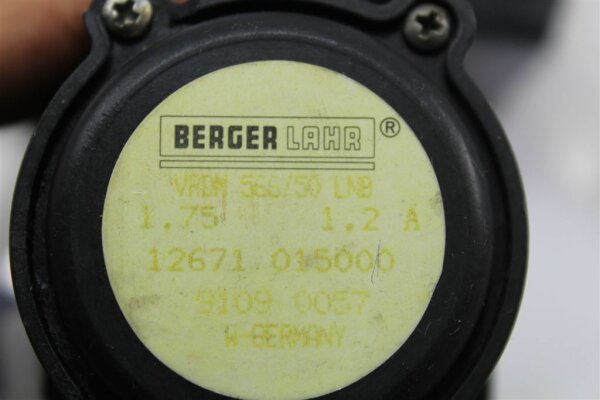 BERGER LAHR ®
VRDM 566/50 LNB
1.75 1.2 A
12671 015000
9109 0057
W-GERMANY